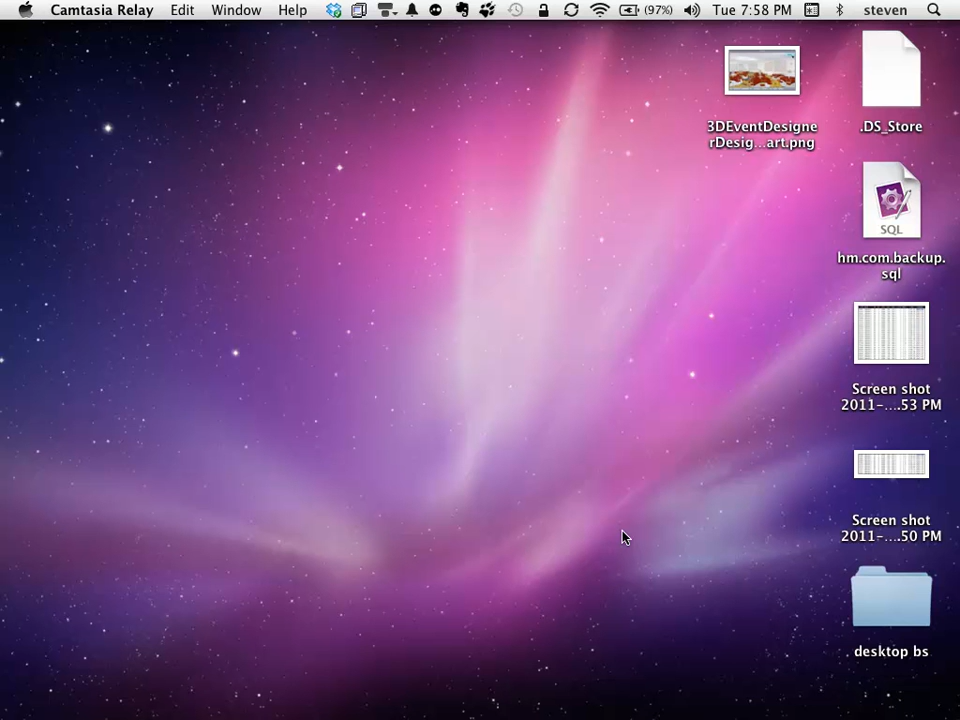 Camtasia Relay Edit Window Help (97%) Tue 7:58 PM steven
3DEventDesigne
rDesig...art.png
.DS_Store
SQL
hm.com.backup.
sql
Screen shot
2011-....53 PM
Screen shot
2011-....50 PM
desktop bs